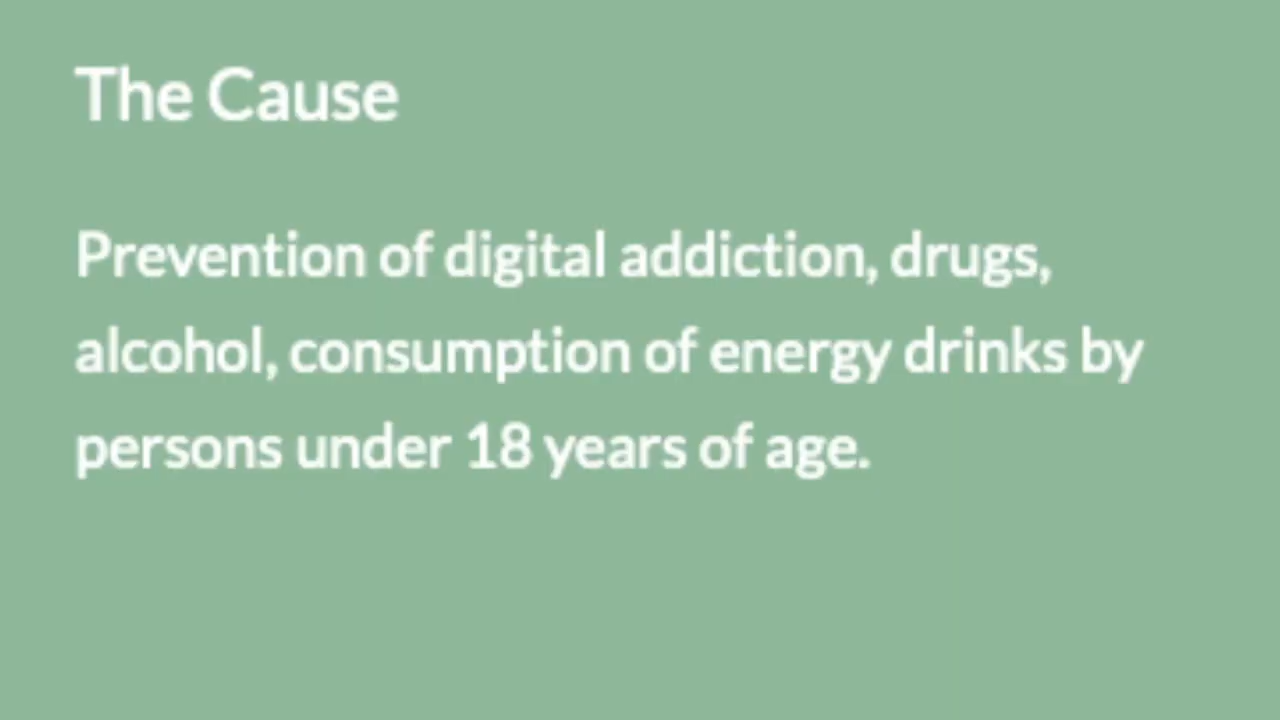 The Cause
Prevention of digital addiction, drugs,
alcohol, consumption of energy drinks by
persons under 18 years of age.